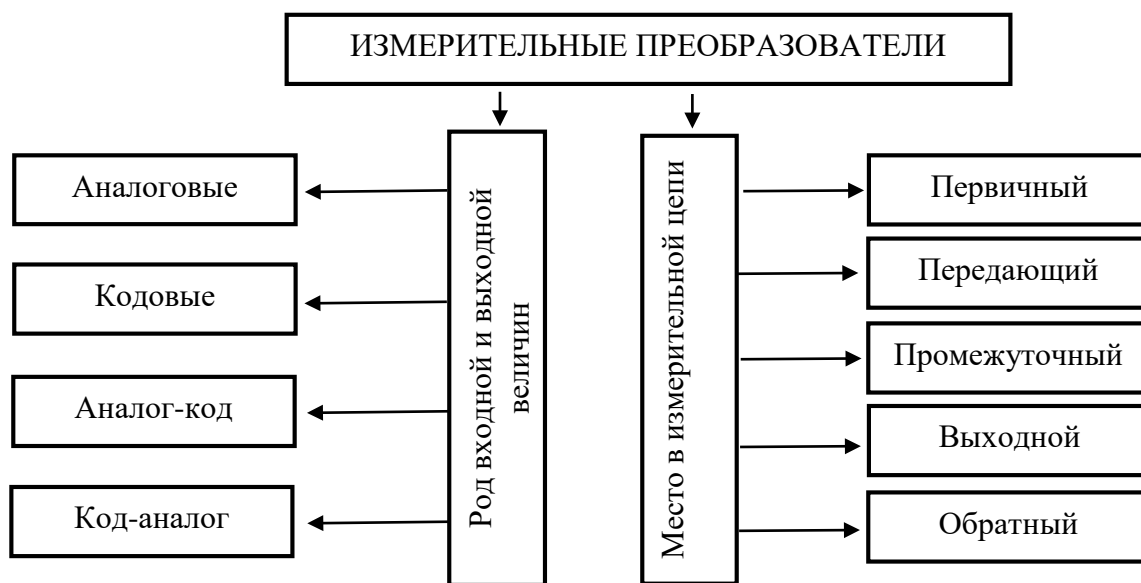 ИЗМЕРИТЕЛЬНЫЕ ПРЕОБРАЗОВАТЕЛИ
Род входной и выходной
величин
Аналоговые
Кодовые
Аналог-код
Код-аналог
Место в измерительной цепи
Первичный
Передающий
Промежуточный
Выходной
Обратный